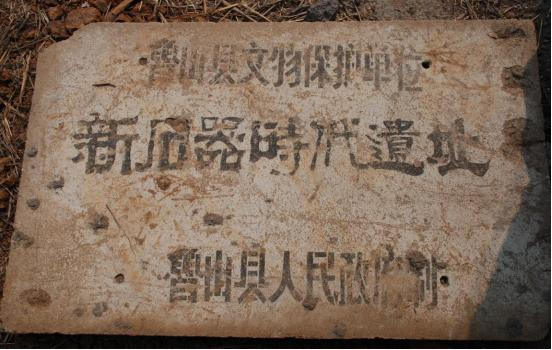 鲁山县文物保护单位
新石器時代遺址
鲁山县人民政府制